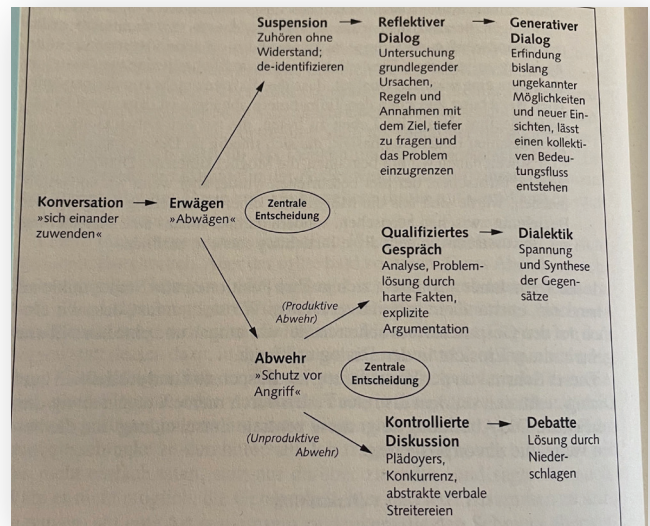 Suspension
Zuhören ohne
Widerstand;
de-identifizieren
Reflektiver
Dialog
Untersuchung
grundlegender
Ursachen,
Regeln und
Annahmen mit
dem Ziel, tiefer
zu fragen und
das Problem
einzugrenzen
Generativer
Dialog
Erfindung
bislang
ungekannter
Möglichkeiten
und neuer Ein-
sichten, lässt
einen kollekti-
ven Bedeu-
tungsfluss
entstehen
Konversation
»sich einander
zuwenden«
Erwägen
»Abwägen«
Zentrale
Entscheidung
Qualifiziertes
Gespräch
Analyse, Problem-
lösung durch
harte Fakten,
explizite
Argumentation
Dialektik
Spannung
und Synthese
der Gegen-
sätze
(Produktive
Abwehr)
Abwehr
»Schutz vor
Angriff«
Zentrale
Entscheidung
(Unproduktive
Abwehr)
Kontrollierte
Diskussion
Plädoyers,
Konkurrenz,
abstrakte verbale
Streitereien
Debatte
Lösung durch
Nieder-
schlagen